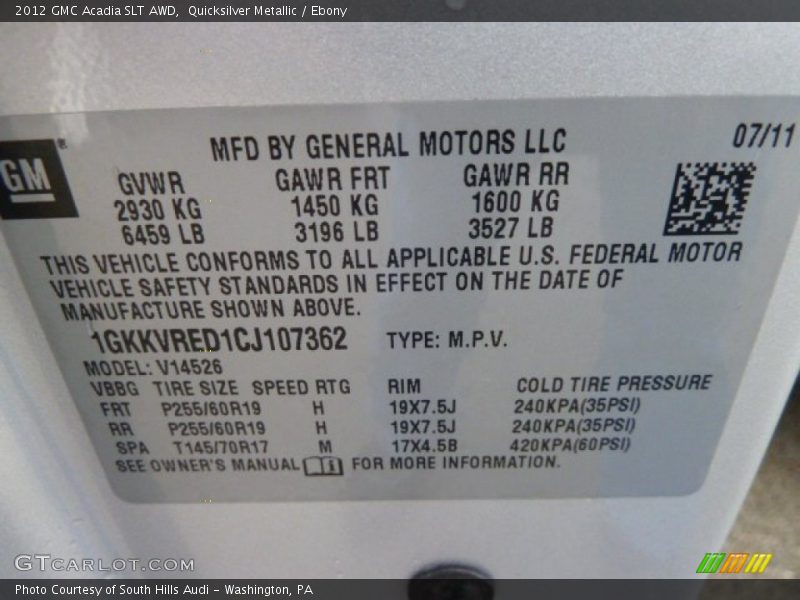 2012 GMC Acadia SLT AWD, Quicksilver Metallic / Ebony
GM
MFD BY GENERAL MOTORS LLC 07/11
GVWR GAWR FRT GAWR RR
2930 KG 1450 KG 1600 KG
6459 LB 3196 LB 3527 LB
THIS VEHICLE CONFORMS TO ALL APPLICABLE U.S. FEDERAL MOTOR
VEHICLE SAFETY STANDARDS IN EFFECT ON THE DATE OF
MANUFACTURE SHOWN ABOVE.
1GKKVRED1CJ107362 TYPE: M.P.V.
MODEL: V14526
VBBG TIRE SIZE SPEED RTG RIM COLD TIRE PRESSURE
FRT P255/60R19 H 19X7.5J 240KPA(35PSI)
RR P255/60R19 H 19X7.5J 240KPA(35PSI)
SPA T145/70R17 M 17X4.5B 420KPA(60PSI)
SEE OWNER'S MANUAL FOR MORE INFORMATION.
GTCARLOT.COM
Photo Courtesy of South Hills Audi - Washington, PA